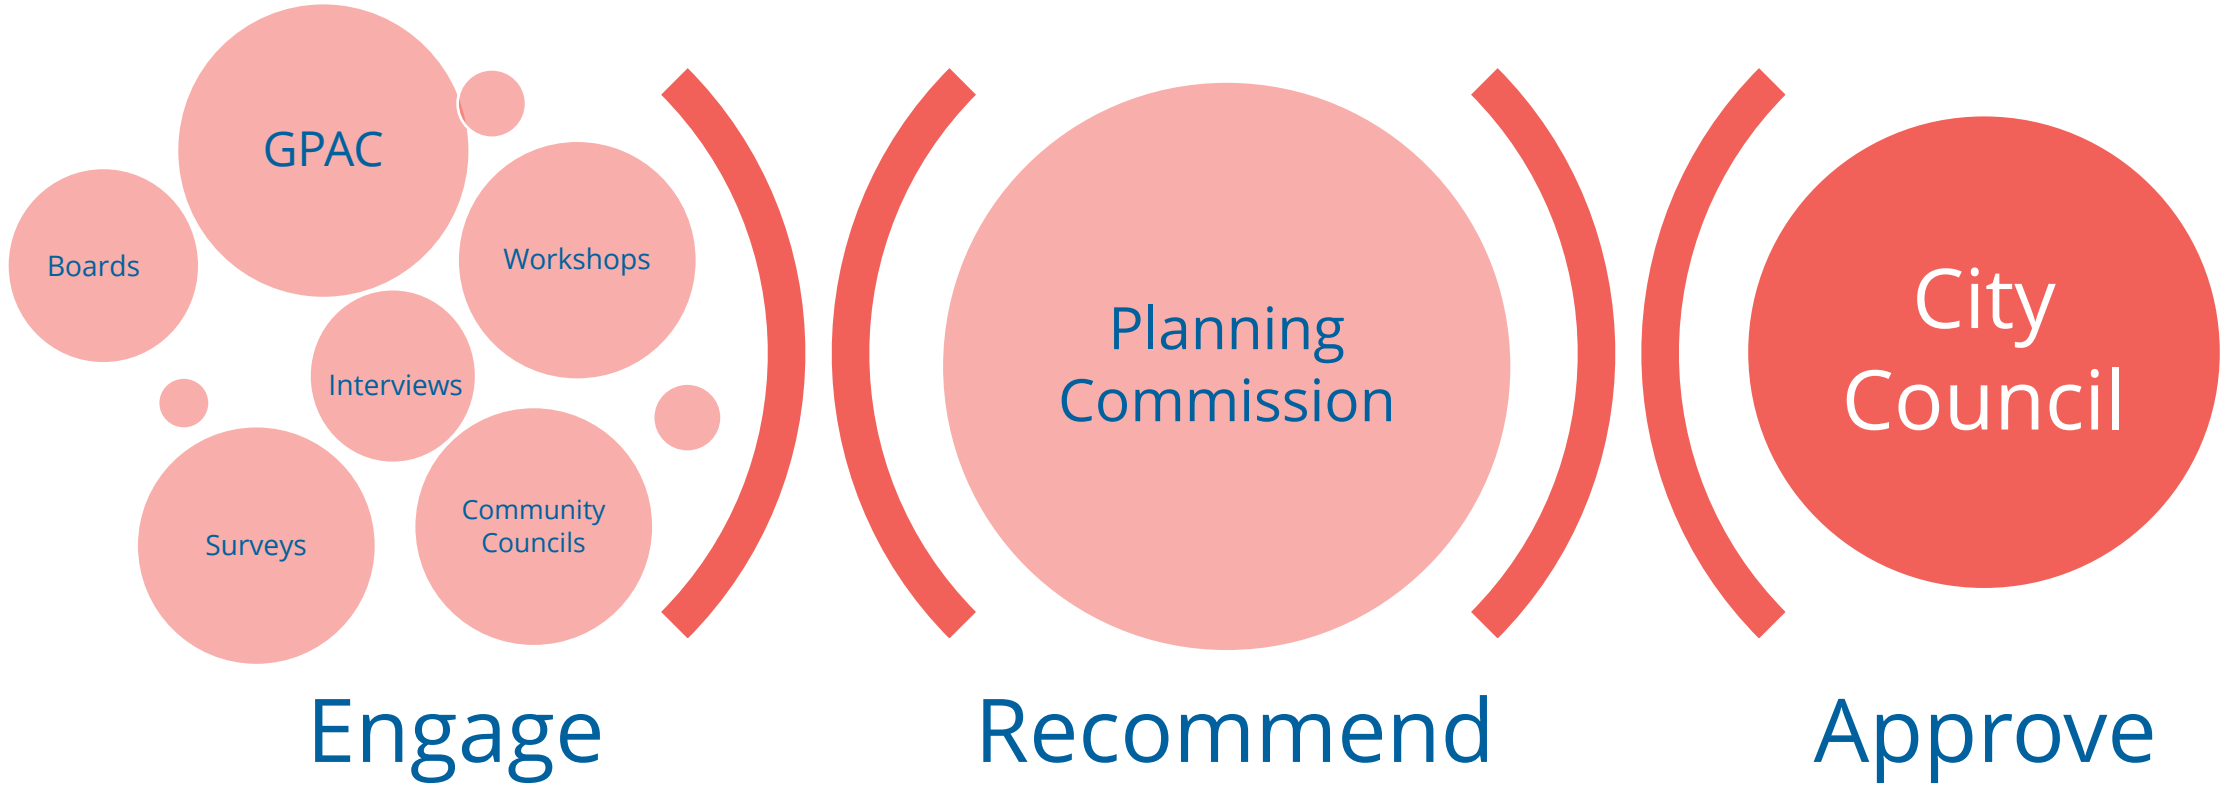 GPAC
Boards
Workshops
Interviews
Surveys
Community
Councils
Engage
Planning
Commission
Recommend
City
Council
Approve